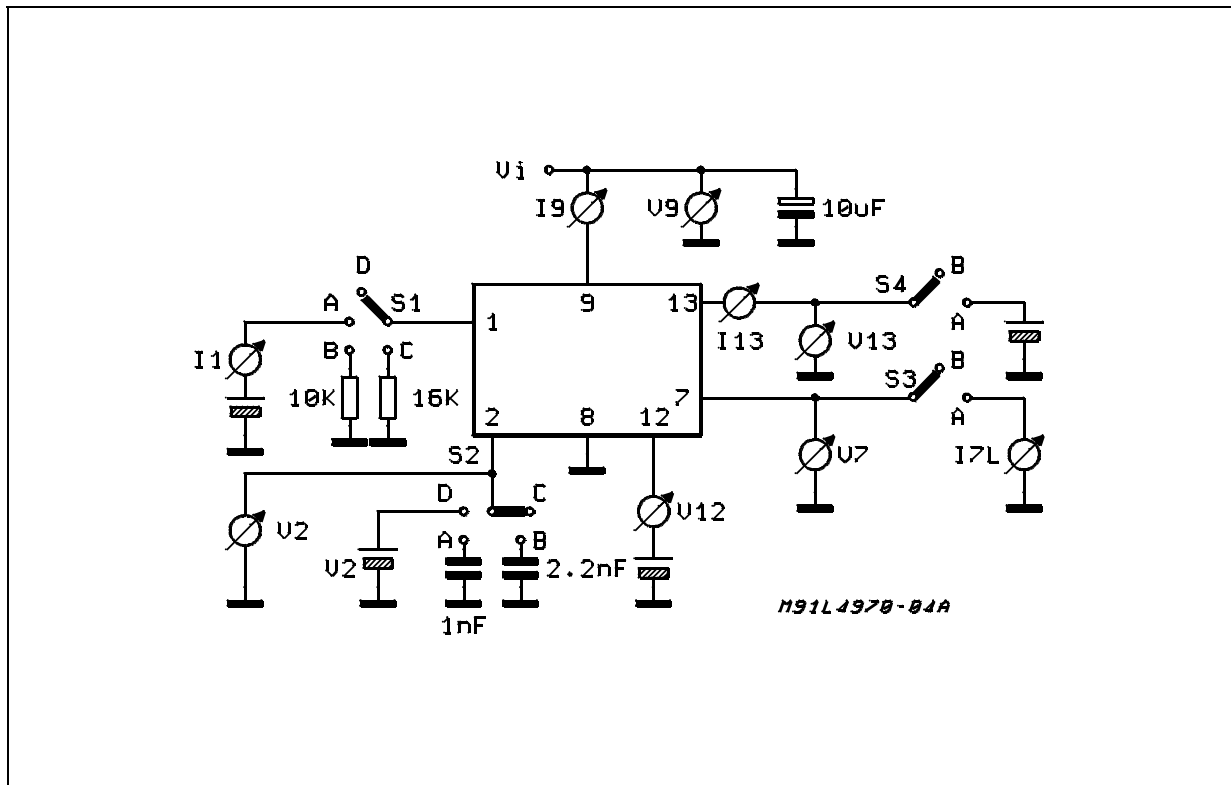 Vi
I9
V9
10uF
D
A
S1
B
C
I1
10K
16K
1
9
13
2
8
12
7
I13
V13
S4
B
A
S3
B
A
V7
I7L
S2
V2
D
C
A
B
V2
1nF
2.2nF
V12
M91L4970-04A